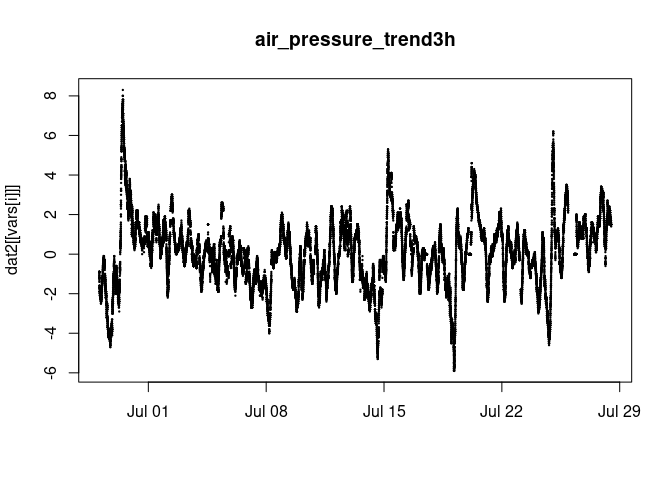 air_pressure_trend3h
dat2[[vars[i]]]
8
6
4
2
0
-2
-4
-6
Jul 01
Jul 08
Jul 15
Jul 22
Jul 29